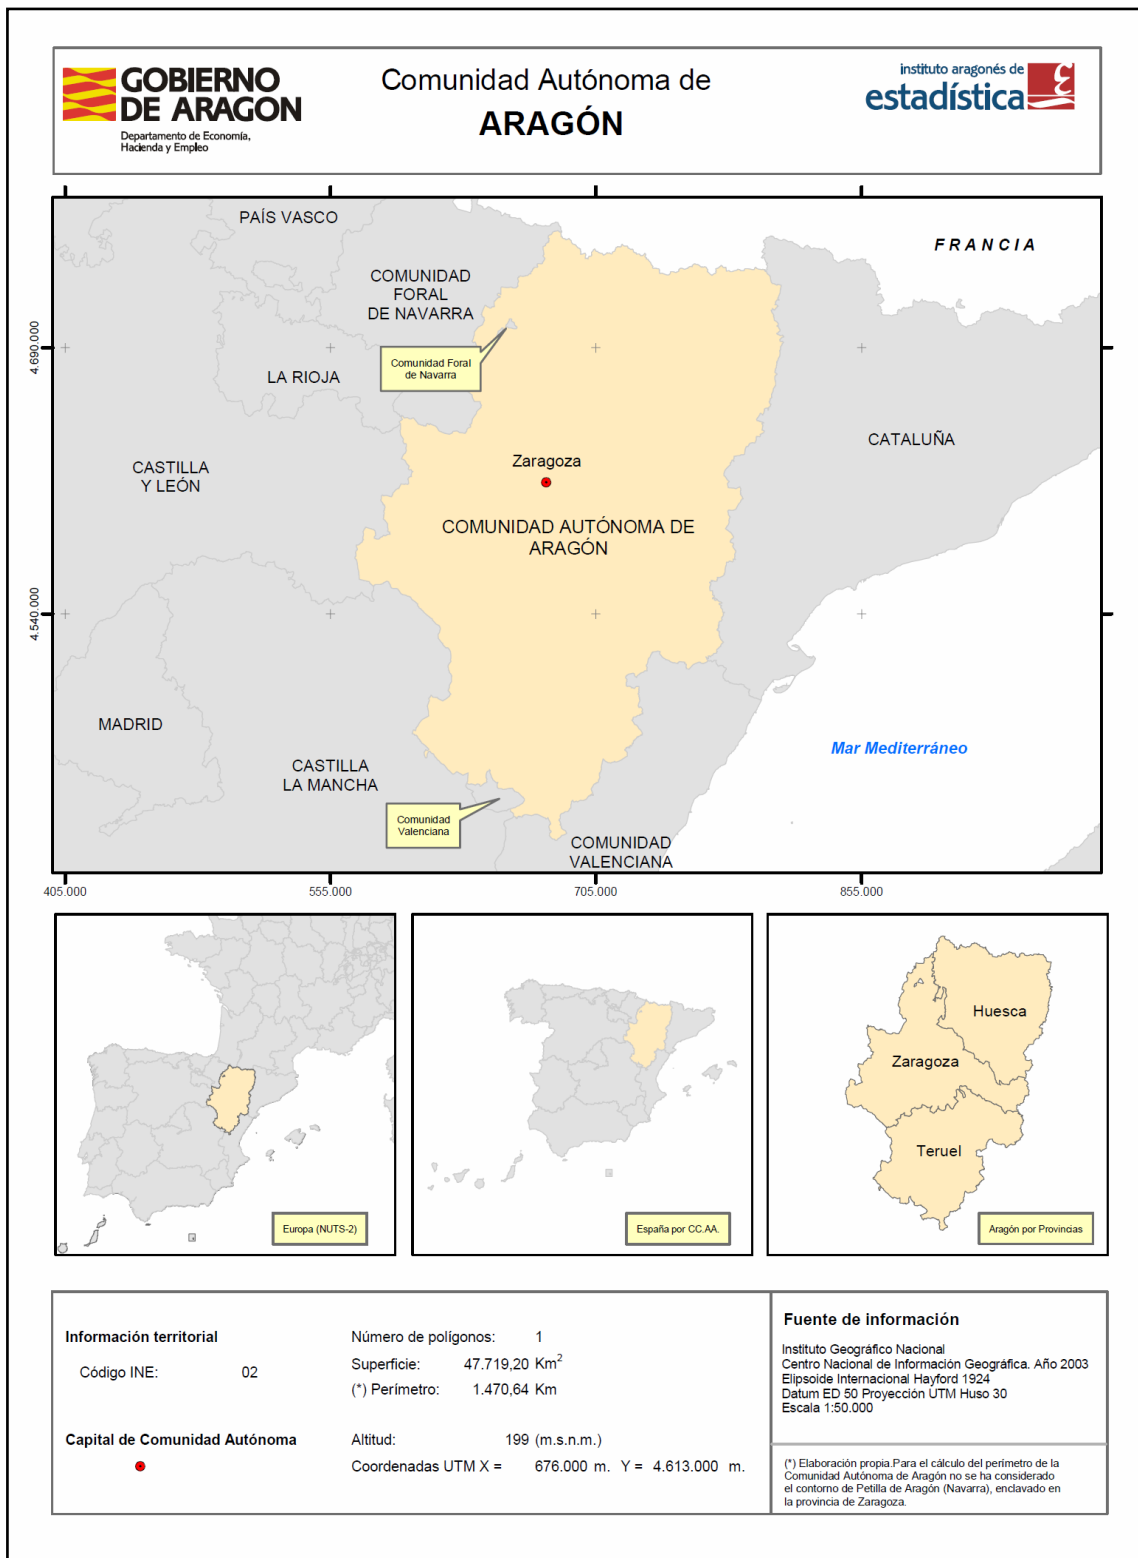 GOBIERNO
DE ARAGON
Departamento de Economía,
Hacienda y Empleo
Comunidad Autónoma de
ARAGÓN
instituto aragonés de
estadística
PAÍS VASCO
FRANCIA
COMUNIDAD
FORAL
DE NAVARRA
4.690.000
Comunidad Foral
de Navarra
LA RIOJA
CATALUÑA
CASTILLA
Y LEÓN
Zaragoza
COMUNIDAD AUTÓNOMA DE
ARAGÓN
4.540.000
MADRID
Mar Mediterráneo
CASTILLA
LA MANCHA
Comunidad
Valenciana
COMUNIDAD
VALENCIANA
405.000 555.000 705.000 855.000
Europa (NUTS-2)
España por CC.AA.
Huesca
Zaragoza
Teruel
Aragón por Provincias
Información territorial
Código INE: 02
Número de polígonos: 1
Superficie: 47.719,20 Km²
(*) Perímetro: 1.470,64 Km
Capital de Comunidad Autónoma
Altitud: 199 (m.s.n.m.)
Coordenadas UTM X = 676.000 m. Y = 4.613.000 m.
Fuente de información
Instituto Geográfico Nacional
Centro Nacional de Información Geográfica. Año 2003
Elipsoide Internacional Hayford 1924
Datum ED 50 Proyección UTM Huso 30
Escala 1:50.000
(*) Elaboración propia.Para el cálculo del perímetro de la
Comunidad Autónoma de Aragón no se ha considerado
el contorno de Petilla de Aragón (Navarra), enclavado en
la provincia de Zaragoza.